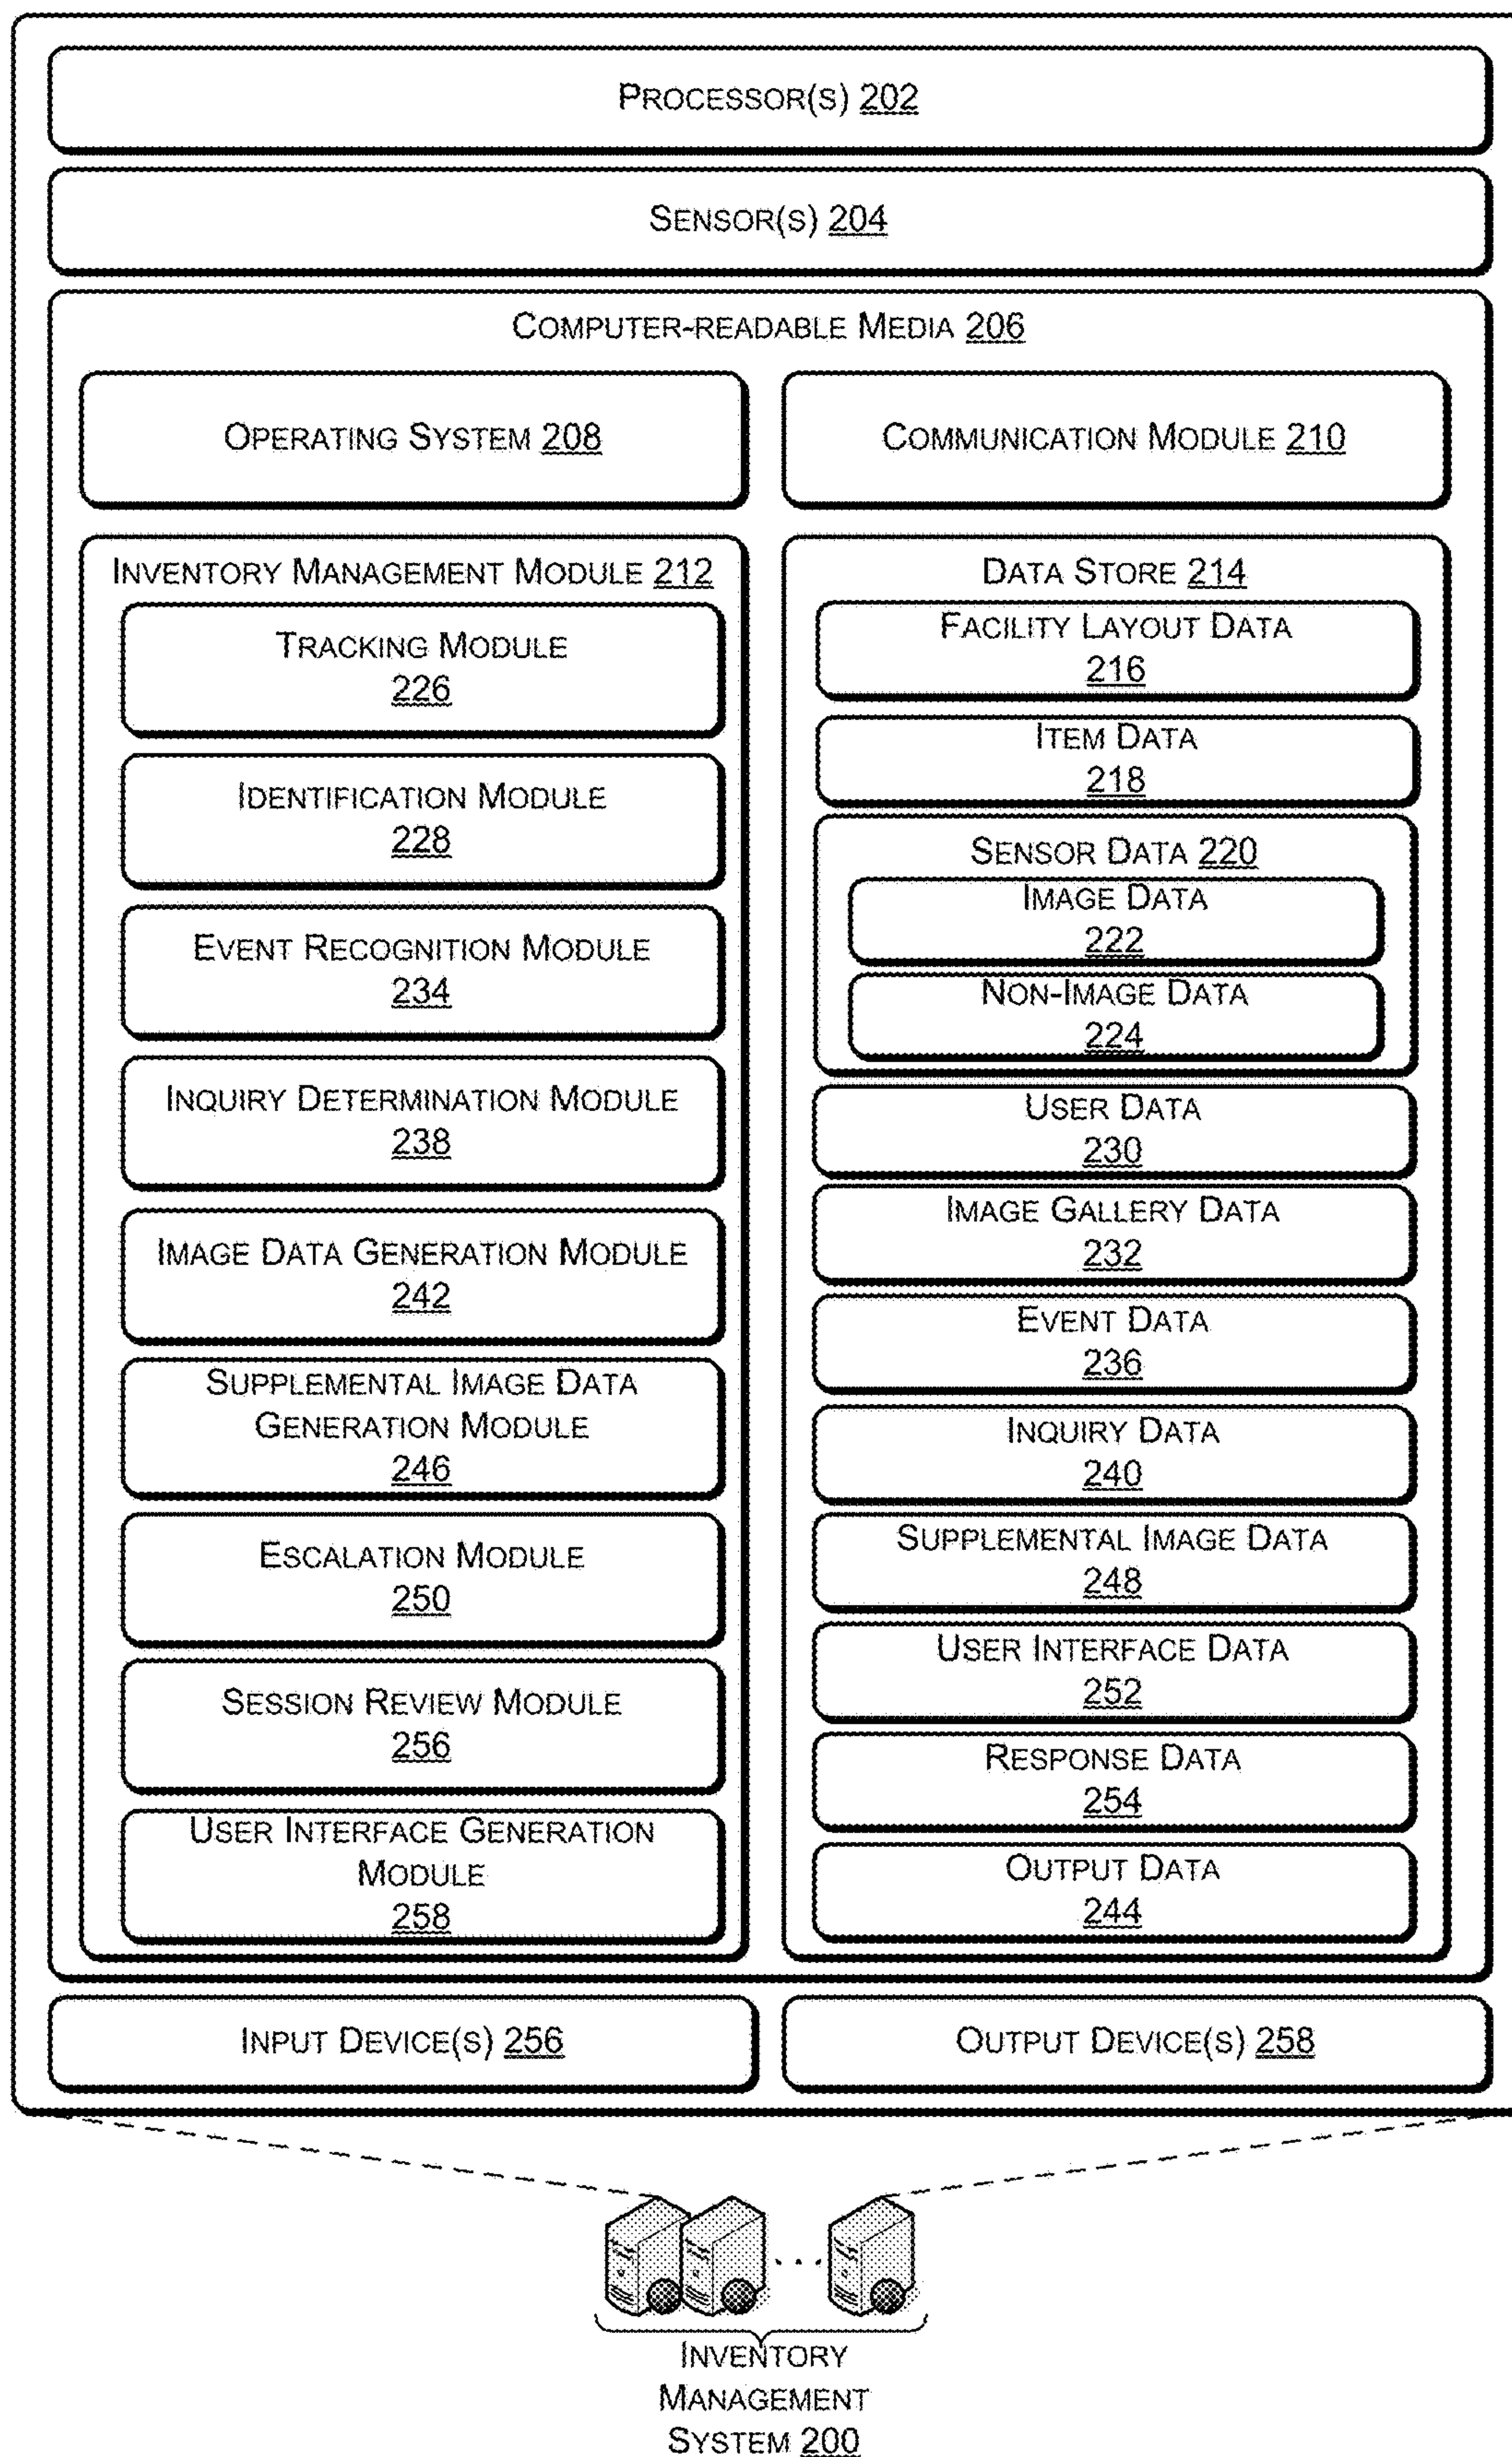 PROCESSOR(S) 202
SENSOR(S) 204
COMPUTER-READABLE MEDIA 206
OPERATING SYSTEM 208
COMMUNICATION MODULE 210
INVENTORY MANAGEMENT MODULE 212
TRACKING MODULE
226
IDENTIFICATION MODULE
228
EVENT RECOGNITION MODULE
234
INQUIRY DETERMINATION MODULE
238
IMAGE DATA GENERATION MODULE
242
SUPPLEMENTAL IMAGE DATA
GENERATION MODULE
246
ESCALATION MODULE
250
SESSION REVIEW MODULE
256
USER INTERFACE GENERATION
MODULE
258
DATA STORE 214
FACILITY LAYOUT DATA
216
ITEM DATA
218
SENSOR DATA 220
IMAGE DATA
222
NON-IMAGE DATA
224
USER DATA
230
IMAGE GALLERY DATA
232
EVENT DATA
236
INQUIRY DATA
240
SUPPLEMENTAL IMAGE DATA
248
USER INTERFACE DATA
252
RESPONSE DATA
254
OUTPUT DATA
244
INPUT DEVICE(S) 256
OUTPUT DEVICE(S) 258
INVENTORY
MANAGEMENT
SYSTEM 200